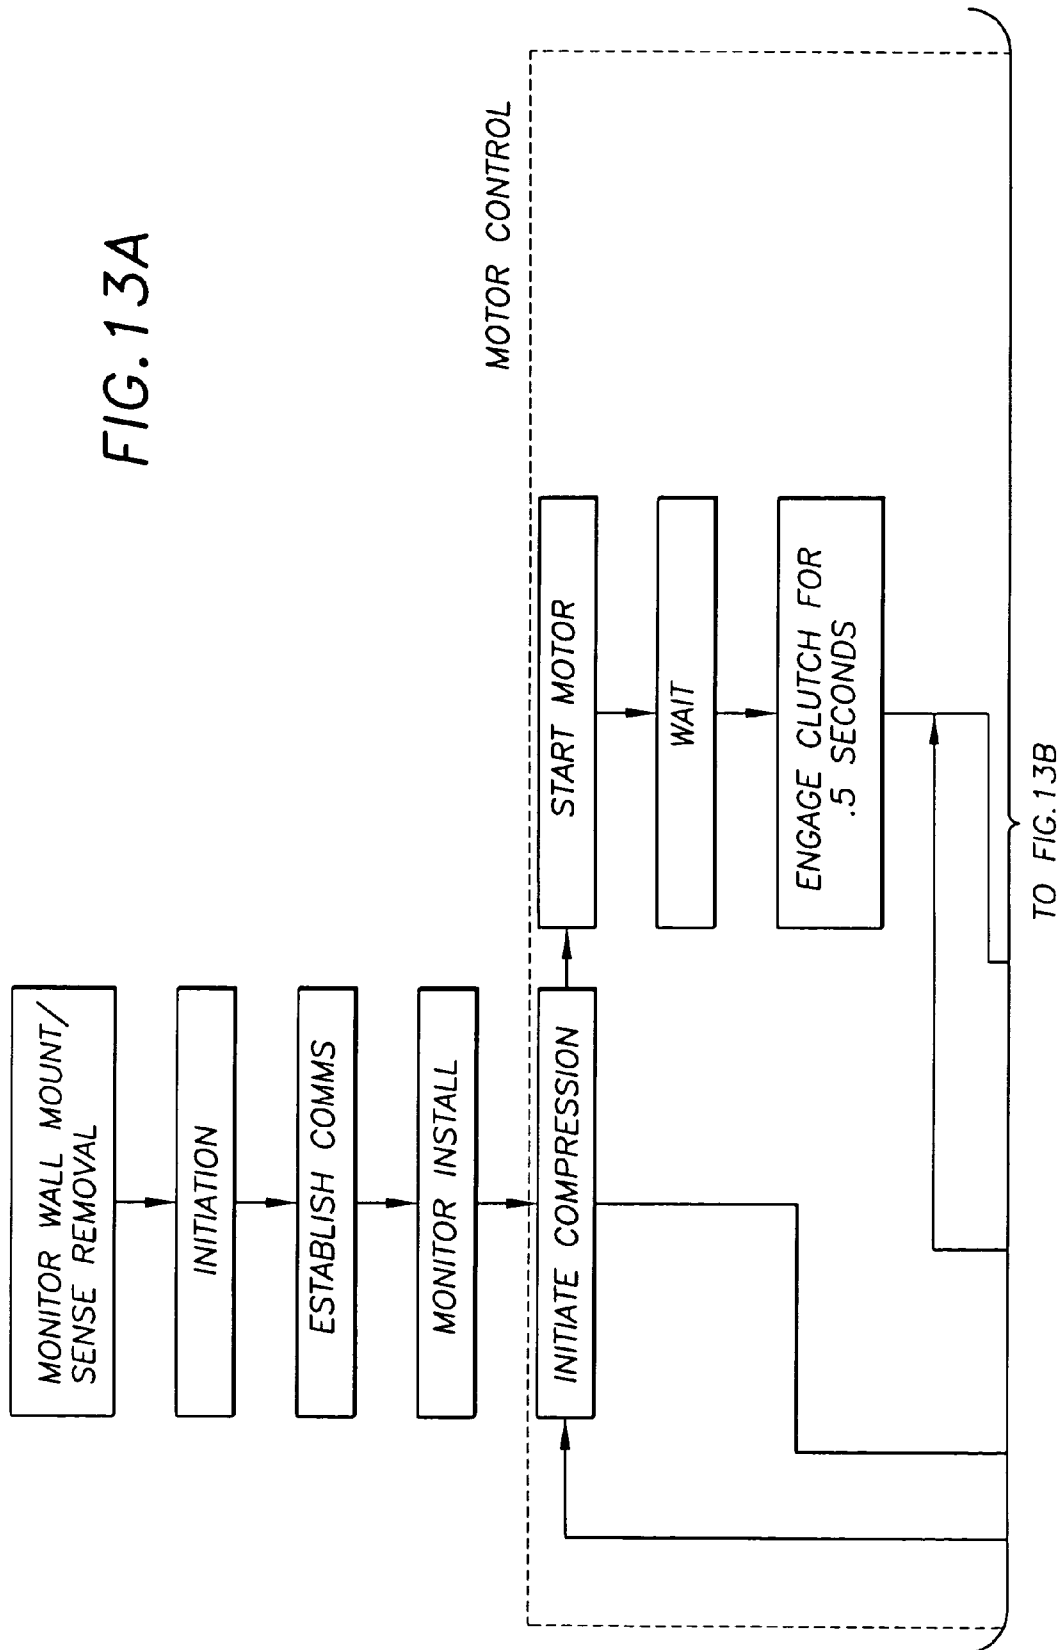 FIG.13A
MONITOR WALL MOUNT/
SENSE REMOVAL
INITIATION
ESTABLISH COMMS
MONITOR INSTALL
MOTOR CONTROL
INITIATE COMPRESSION
START MOTOR
WAIT
ENGAGE CLUTCH FOR
.5 SECONDS
TO FIG.13B